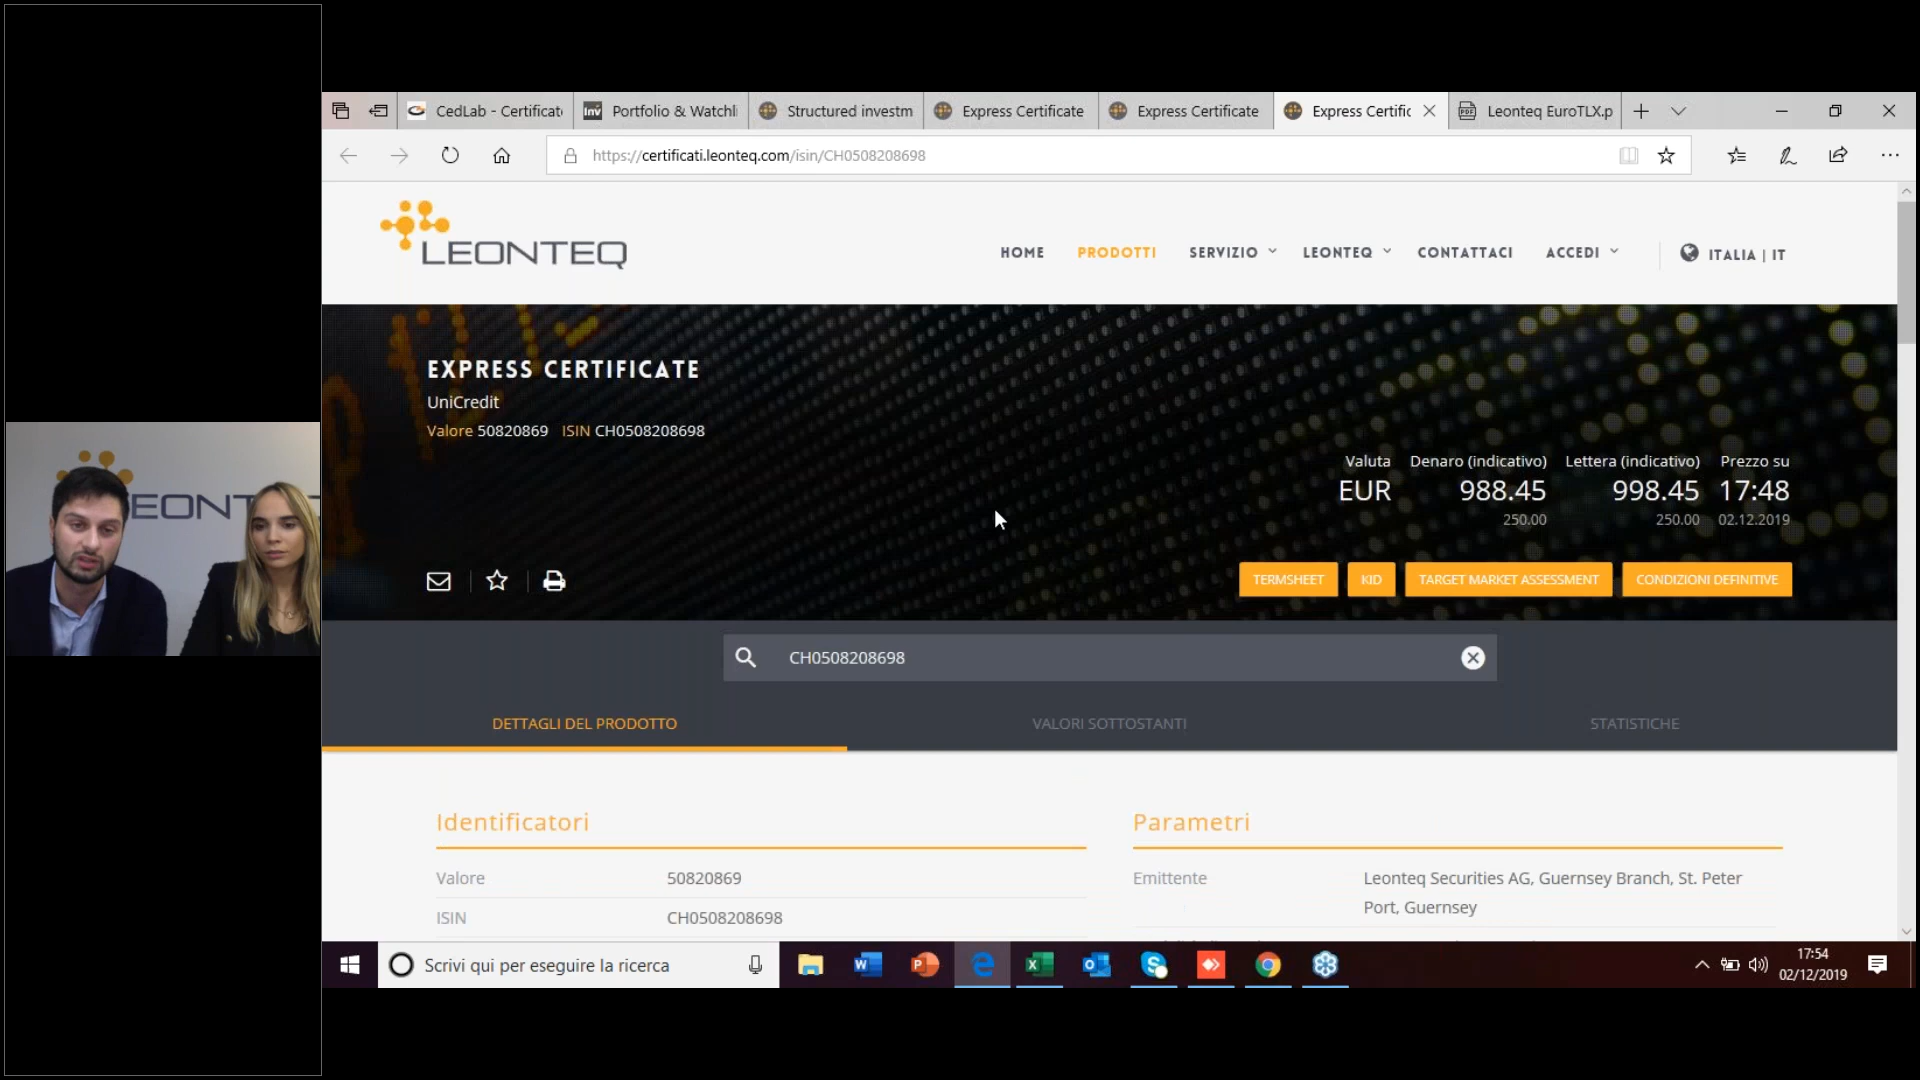 CedLab - Certificat
Portfolio & Watchli
Structured investm
Express Certificate
Express Certificate
Express Certific
Leonteq EuroTLX.p
https://certificati.leonteq.com/isin/CH0508208698
LEONTEQ
HOME
PRODOTTI
SERVIZIO
LEONTEQ
CONTATTACI
ACCEDI
ITALIA | IT
EXPRESS CERTIFICATE
UniCredit
Valore 50820869 ISIN CH0508208698
Valuta Denaro (indicativo) Lettera (indicativo) Prezzo su
EUR 988.45 998.45 17:48
250.00 250.00 02.12.2019
TERMSHEET
KID
TARGET MARKET ASSESSMENT
CONDIZIONI DEFINITIVE
CH0508208698
DETTAGLI DEL PRODOTTO
VALORI SOTTOSTANTI
STATISTICHE
Identificatori
Valore 50820869
ISIN CH0508208698
Parametri
Emittente Leonteq Securities AG, Guernsey Branch, St. Peter
Port, Guernsey
Scrivi qui per eseguire la ricerca
17:54
02/12/2019
LEONT